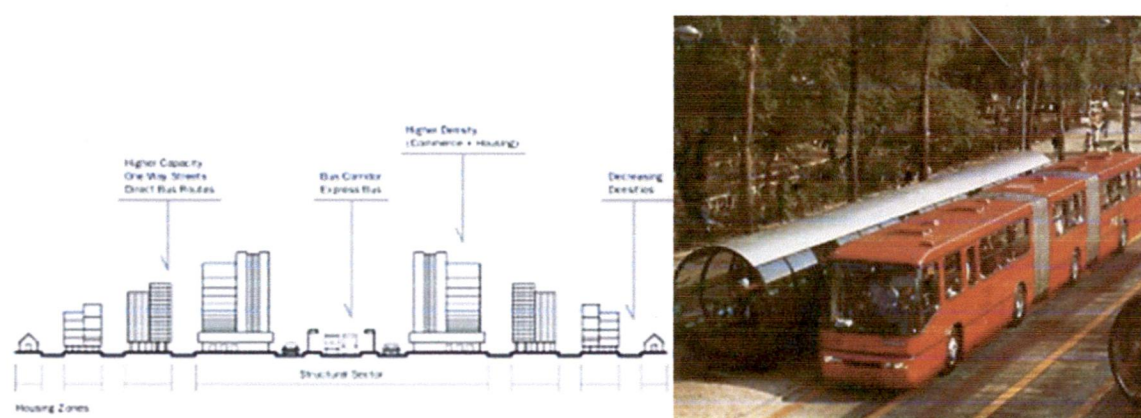 Higher Capacity
One Way Streets
Direct Bus Routes
Bus Corridor
Express Bus
Higher Density
(Commerce + Housing)
Decreasing
Densities
Structural Sector
Housing Zones